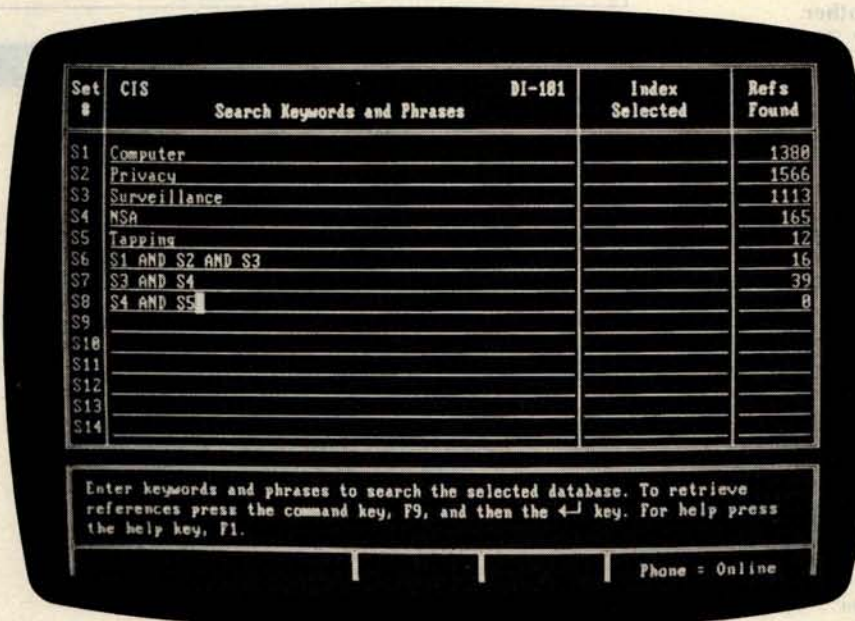 Set CIS DI-101 Index Refs
# Search Keywords and Phrases Selected Found
S1 Computer 1380
S2 Privacy 1566
S3 Surveillance 1113
S4 NSA 165
S5 Tapping 12
S6 S1 AND S2 AND S3 16
S7 S3 AND S4 39
S8 S4 AND S5 0
S9
S10
S11
S12
S13
S14
Enter keywords and phrases to search the selected database. To retrieve
references press the command key, F9, and then the ↵ key. For help press
the help key, F1.
Phone = Online